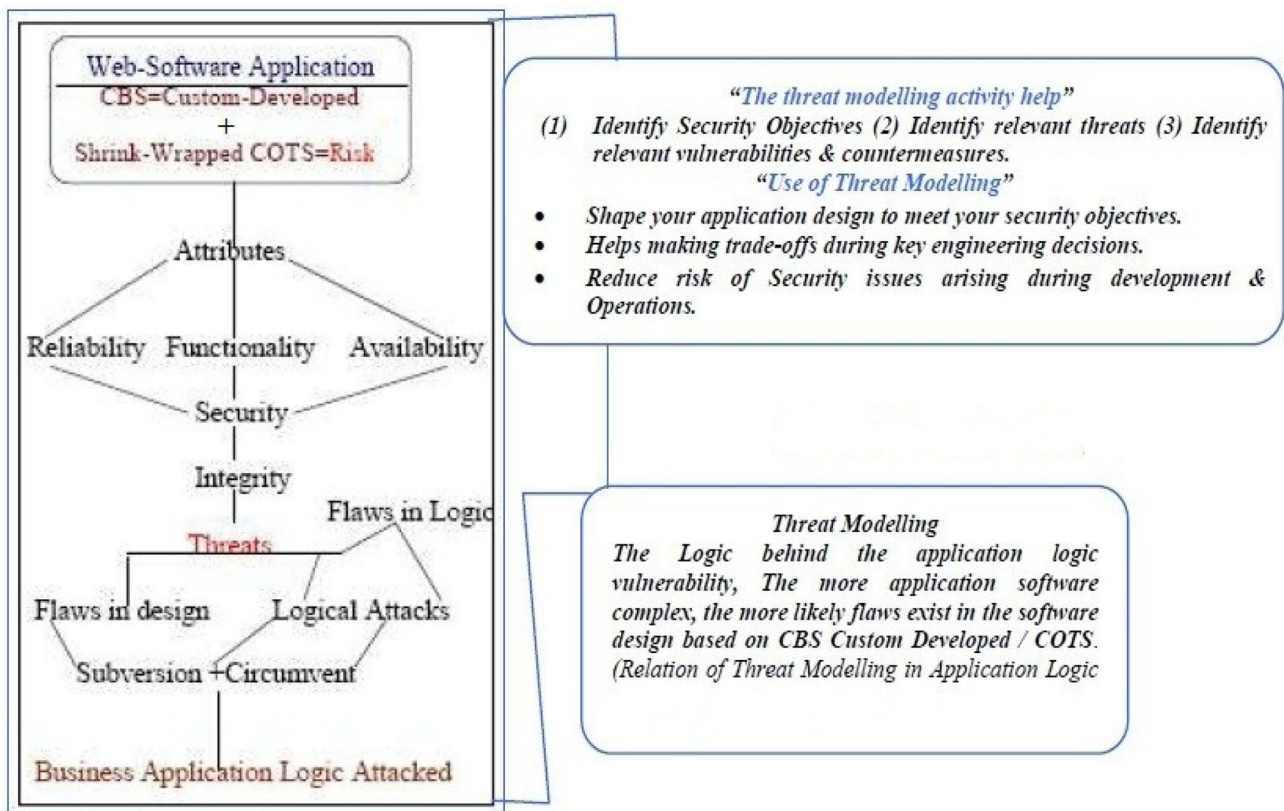 Web-Software Application
CBS=Custom-Developed
+
Shrink-Wrapped COTS=Risk
Attributes
Reliability Functionality Availability
Security
Integrity
Flaws in Logic
Threats
Flaws in design Logical Attacks
Subversion +Circumvent
Business Application Logic Attacked
“The threat modelling activity help”
(1) Identify Security Objectives (2) Identify relevant threats (3) Identify
relevant vulnerabilities & countermeasures.
“Use of Threat Modelling”
• Shape your application design to meet your security objectives.
• Helps making trade-offs during key engineering decisions.
• Reduce risk of Security issues arising during development &
Operations.
Threat Modelling
The Logic behind the application logic
vulnerability, The more application software
complex, the more likely flaws exist in the software
design based on CBS Custom Developed / COTS.
(Relation of Threat Modelling in Application Logic